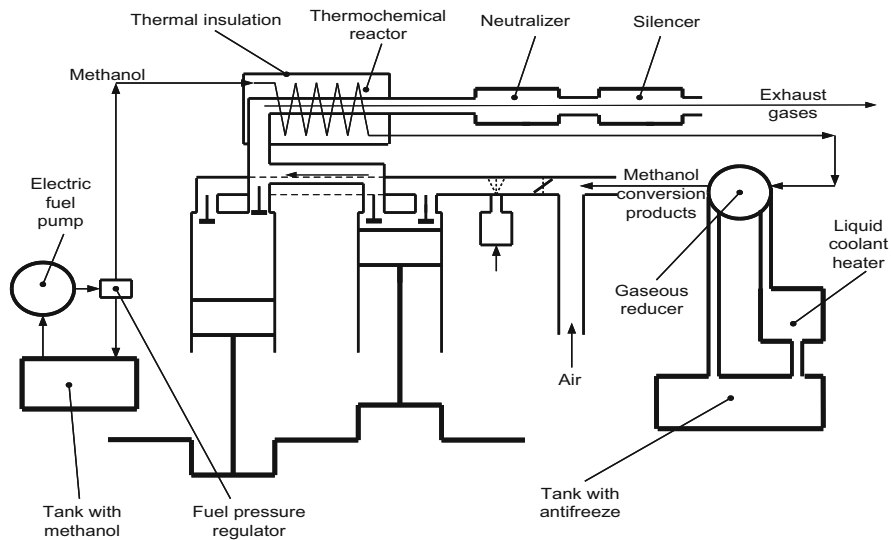 Thermal insulation
Thermochemical
reactor
Neutralizer
Silencer
Methanol
Exhaust
gases
Electric
fuel
pump
Methanol
conversion
products
Liquid
coolant
heater
Gaseous
reducer
Air
Tank with
methanol
Fuel pressure
regulator
Tank with
antifreeze